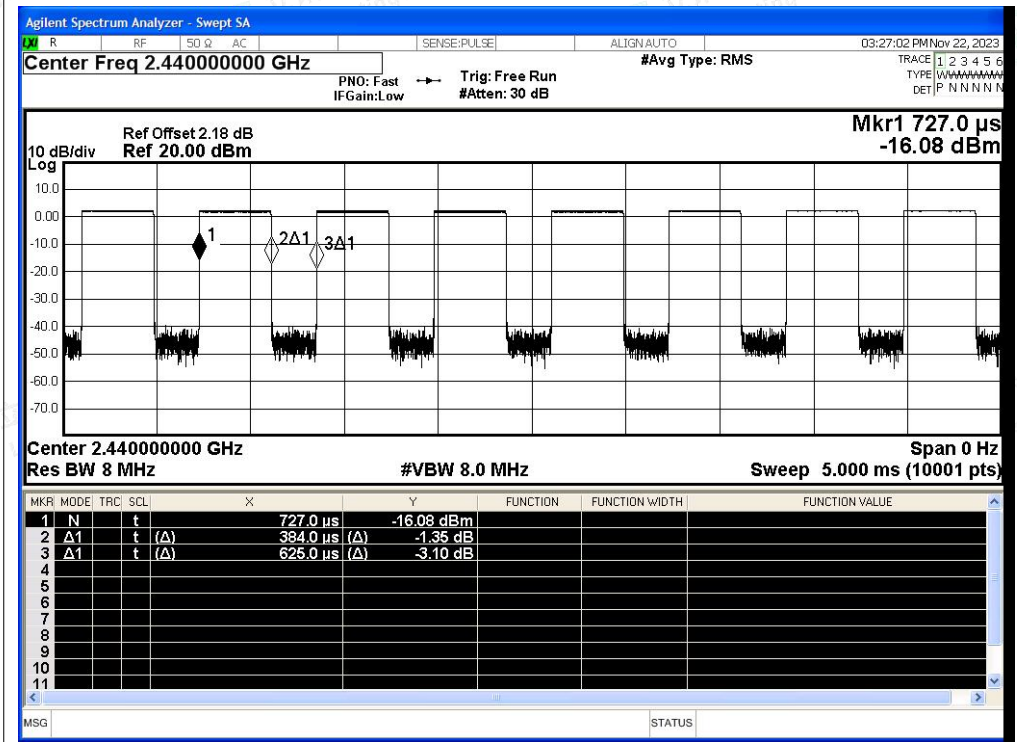 Agilent Spectrum Analyzer - Swept SA
LXI R RF 50 Ω AC SENSE:PULSE ALIGN AUTO 03:27:02 PM Nov 22, 2023
Center Freq 2.440000000 GHz #Avg Type: RMS TRACE 1 2 3 4 5 6
PNO: Fast Trig: Free Run TYPE WWWWWW
IFGain:Low #Atten: 30 dB DET P N N N N N
Mkr1 727.0 µs
Ref Offset 2.18 dB
10 dB/div Ref 20.00 dBm -16.08 dBm
Log
10.0
0.00
1 2Δ1 3Δ1
-10.0
-20.0
-30.0
-40.0
-50.0
-60.0
-70.0
Center 2.440000000 GHz Span 0 Hz
Res BW 8 MHz #VBW 8.0 MHz Sweep 5.000 ms (10001 pts)
MKR MODE TRC SCL X Y FUNCTION FUNCTION WIDTH FUNCTION VALUE
1 N t 727.0 µs -16.08 dBm
2 Δ1 t (Δ) 384.0 µs (Δ) -1.35 dB
3 Δ1 t (Δ) 625.0 µs (Δ) -3.10 dB
4
5
6
7
8
9
10
11
MSG STATUS